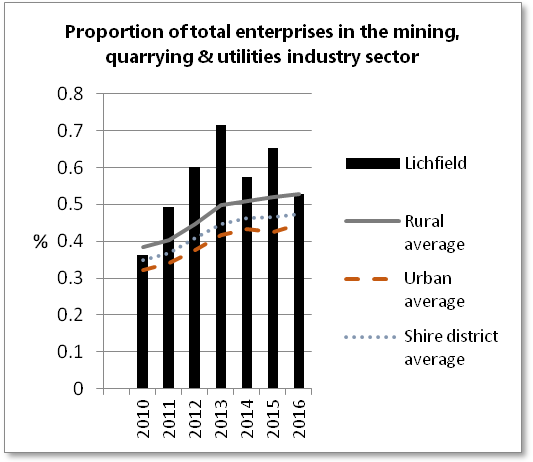 Proportion of total enterprises in the mining,
quarrying & utilities industry sector
0.8
0.7
0.6
0.5
0.4
0.3
0.2
0.1
0
%
2010
2011
2012
2013
2014
2015
2016
Lichfield
Rural
average
Urban
average
Shire district
average